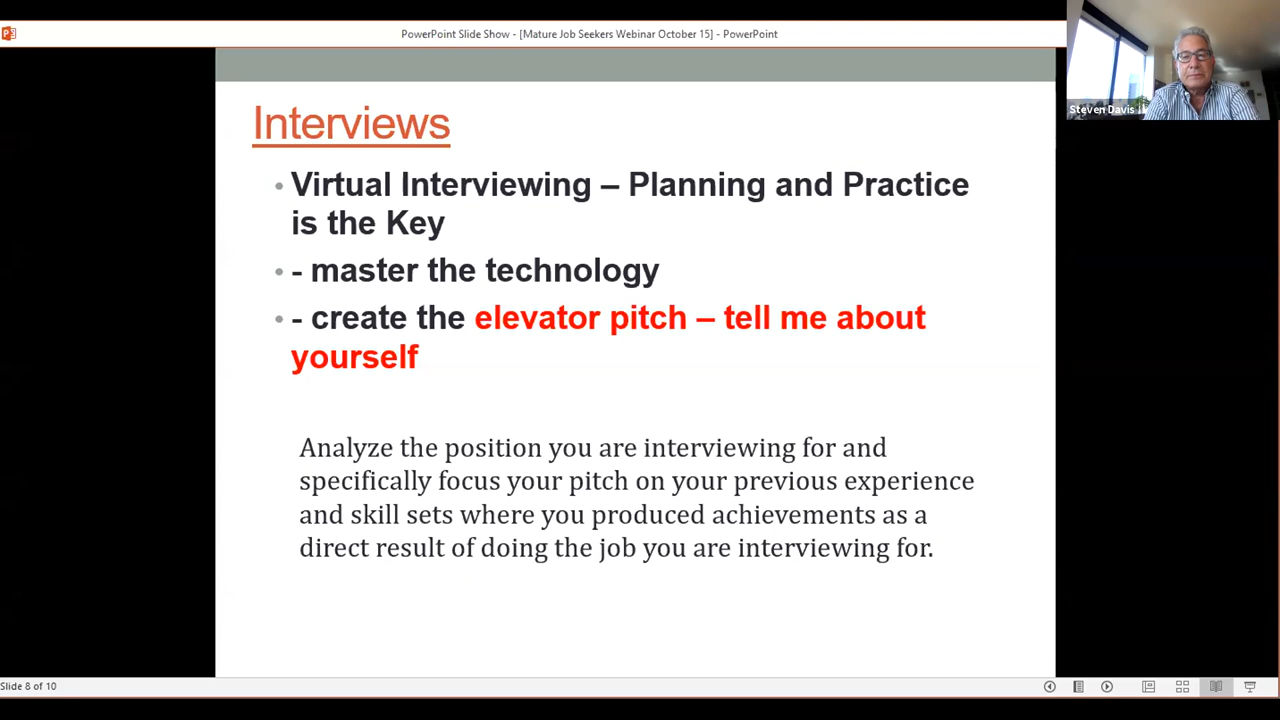 PowerPoint Slide Show - [Mature Job Seekers Webinar October 15] - PowerPoint
Steven Davis
Interviews
• Virtual Interviewing – Planning and Practice
is the Key
• - master the technology
• - create the elevator pitch – tell me about
yourself
Analyze the position you are interviewing for and
specifically focus your pitch on your previous experience
and skill sets where you produced achievements as a
direct result of doing the job you are interviewing for.
Slide 8 of 10